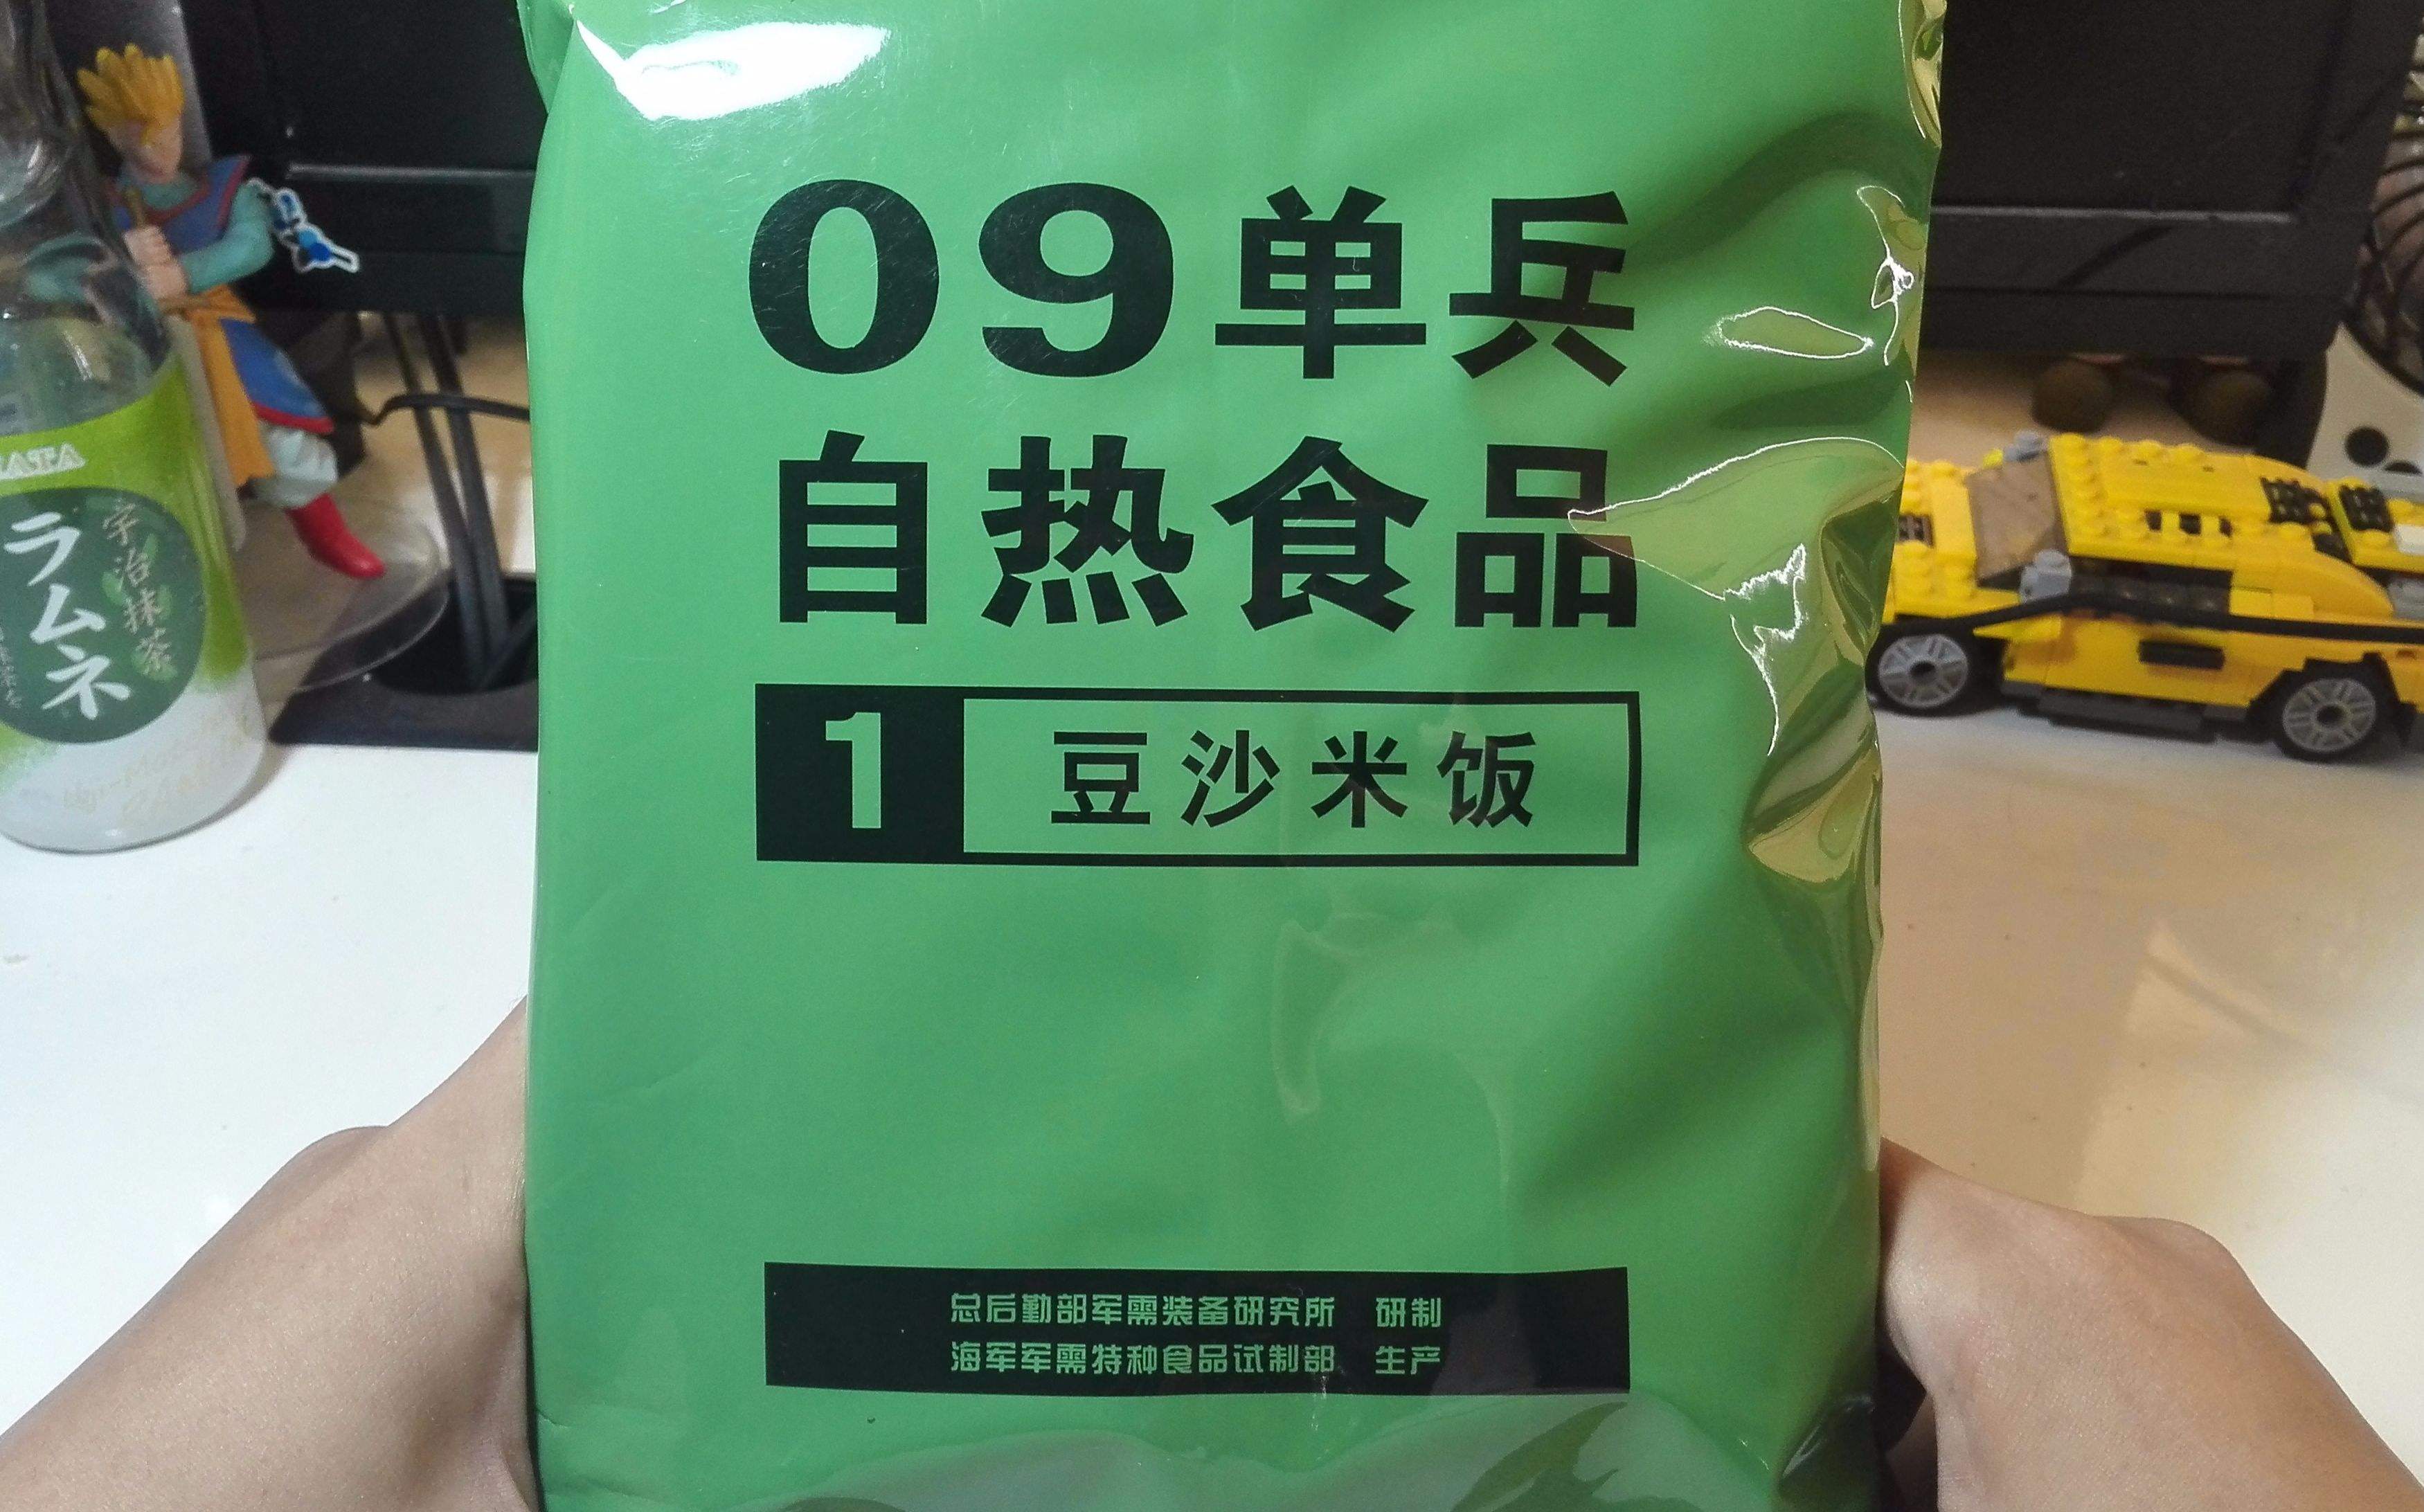 09单兵
自热食品
1 豆沙米饭
总后勤部军需装备研究所 研制
海军军需特种食品试制部 生产
宇治抹茶
ラムネ